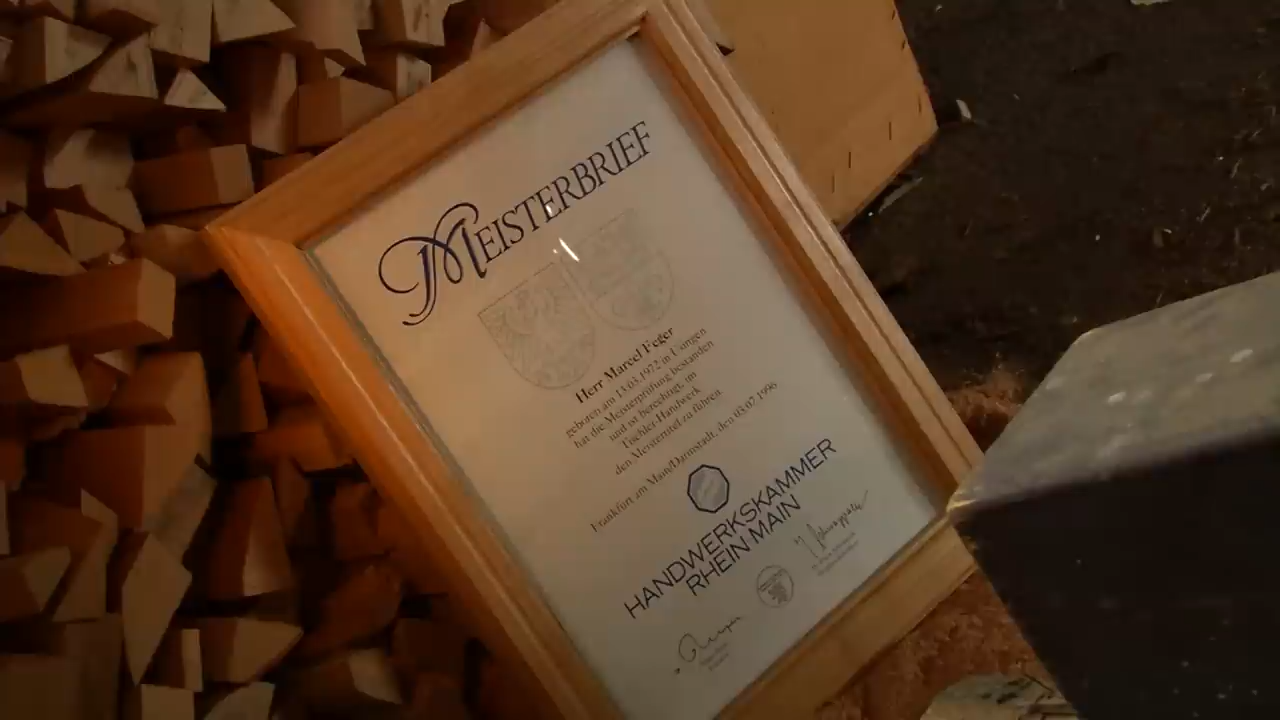 MEISTERBRIEF
Herr Marcel Feger
geboren am 13.03.1972 in Usingen
hat die Meisterprüfung bestanden
und ist berechtigt, im
Tischler-Handwerk
den Meistertitel zu führen
Frankfurt am Main/Darmstadt, den 03.07.1996
HANDWERKSKAMMER
RHEIN MAIN